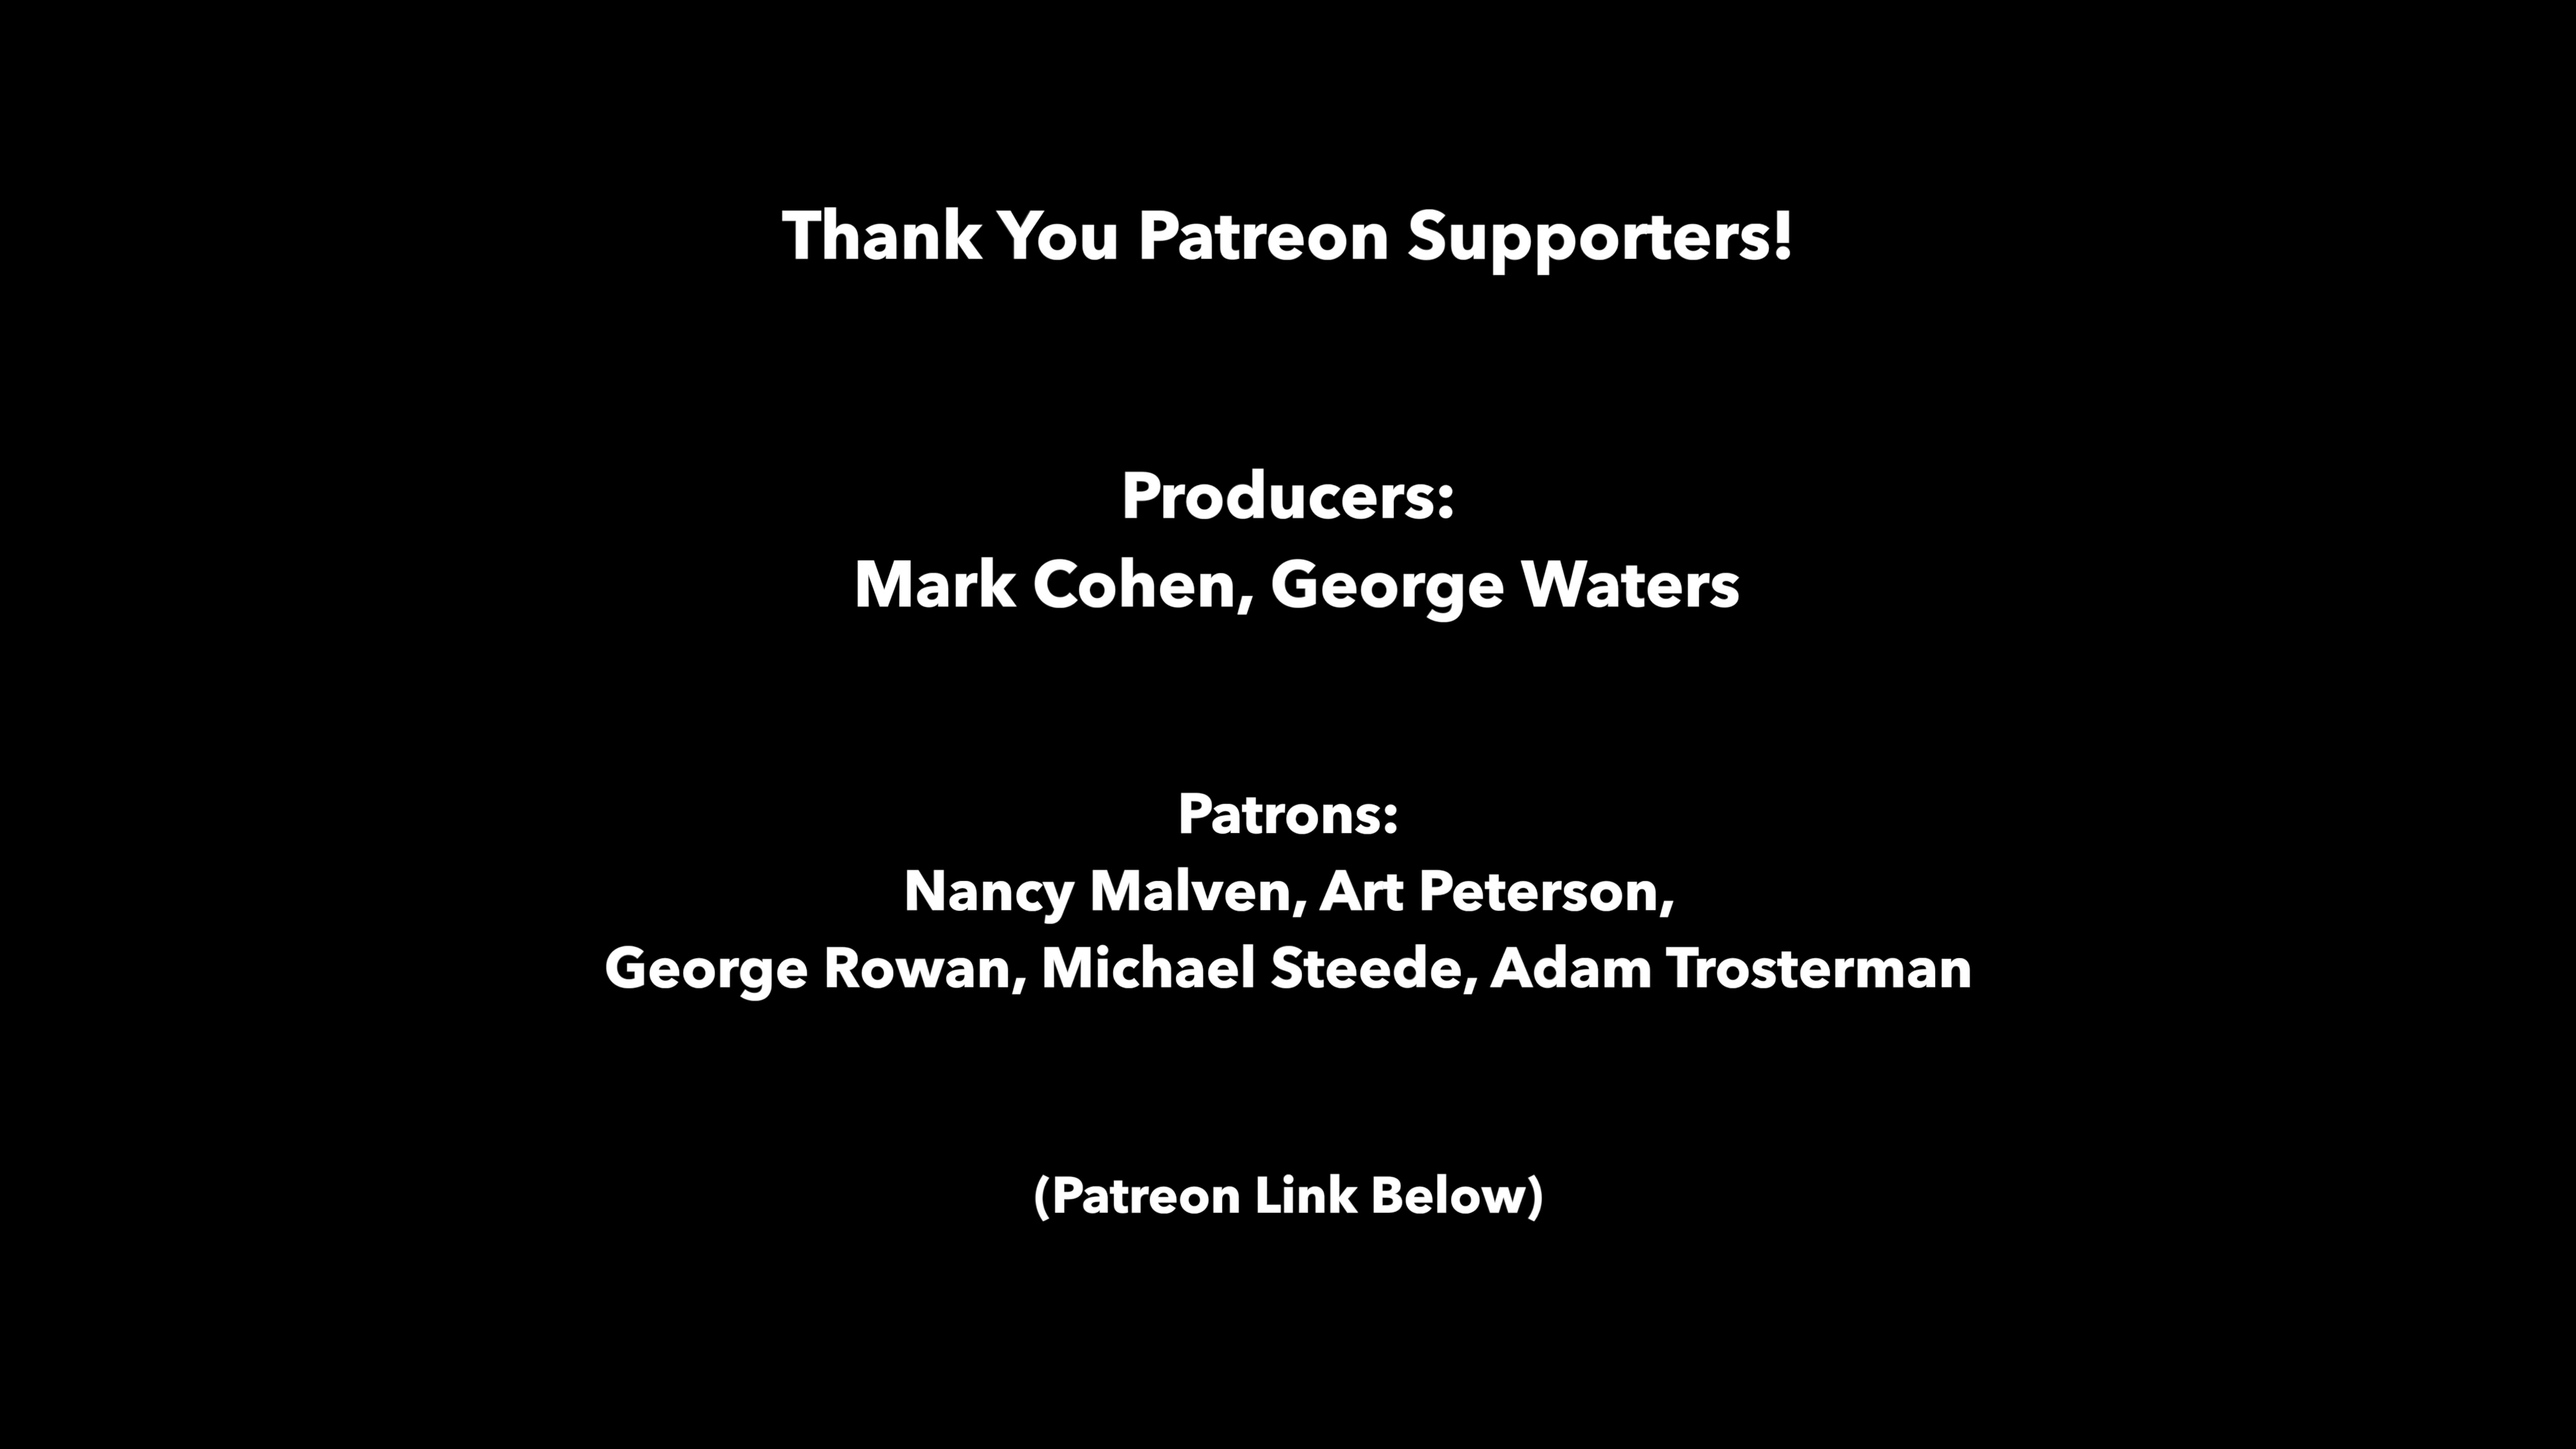 Thank You Patreon Supporters!
Producers:
Mark Cohen, George Waters
Patrons:
Nancy Malven, Art Peterson,
George Rowan, Michael Steede, Adam Trosterman
(Patreon Link Below)